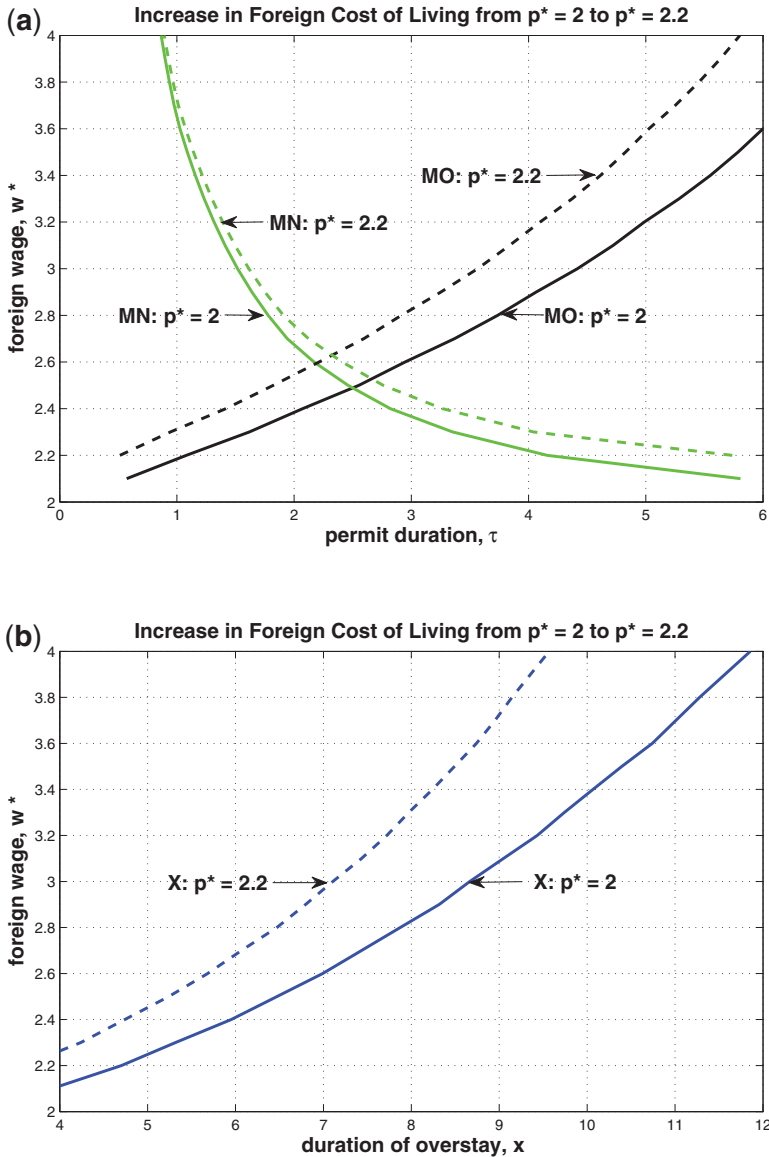 (a)
Increase in Foreign Cost of Living from p* = 2 to p* = 2.2
4
3.8
3.6
3.4
3.2
3
2.8
2.6
2.4
2.2
2
foreign wage, w *
MO: p* = 2.2
MN: p* = 2.2
MN: p* = 2
MO: p* = 2
0 1 2 3 4 5 6
permit duration, τ
(b)
Increase in Foreign Cost of Living from p* = 2 to p* = 2.2
4
3.8
3.6
3.4
3.2
3
2.8
2.6
2.4
2.2
2
foreign wage, w *
X: p* = 2.2
X: p* = 2
4 5 6 7 8 9 10 11 12
duration of overstay, x